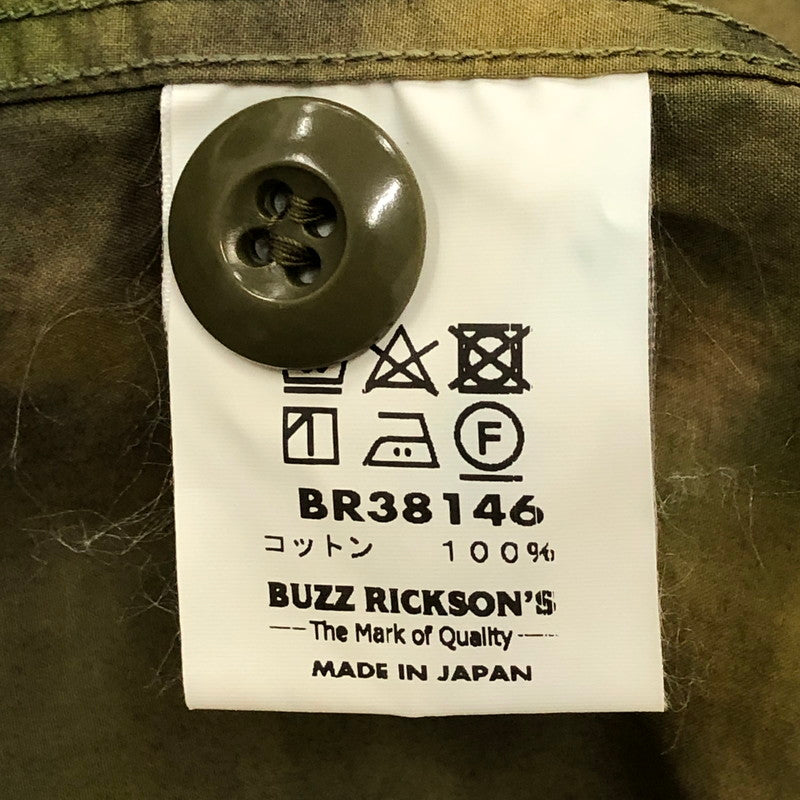 F
BR38146
コットン 100%
BUZZ RICKSON'S
The Mark of Quality
MADE IN JAPAN